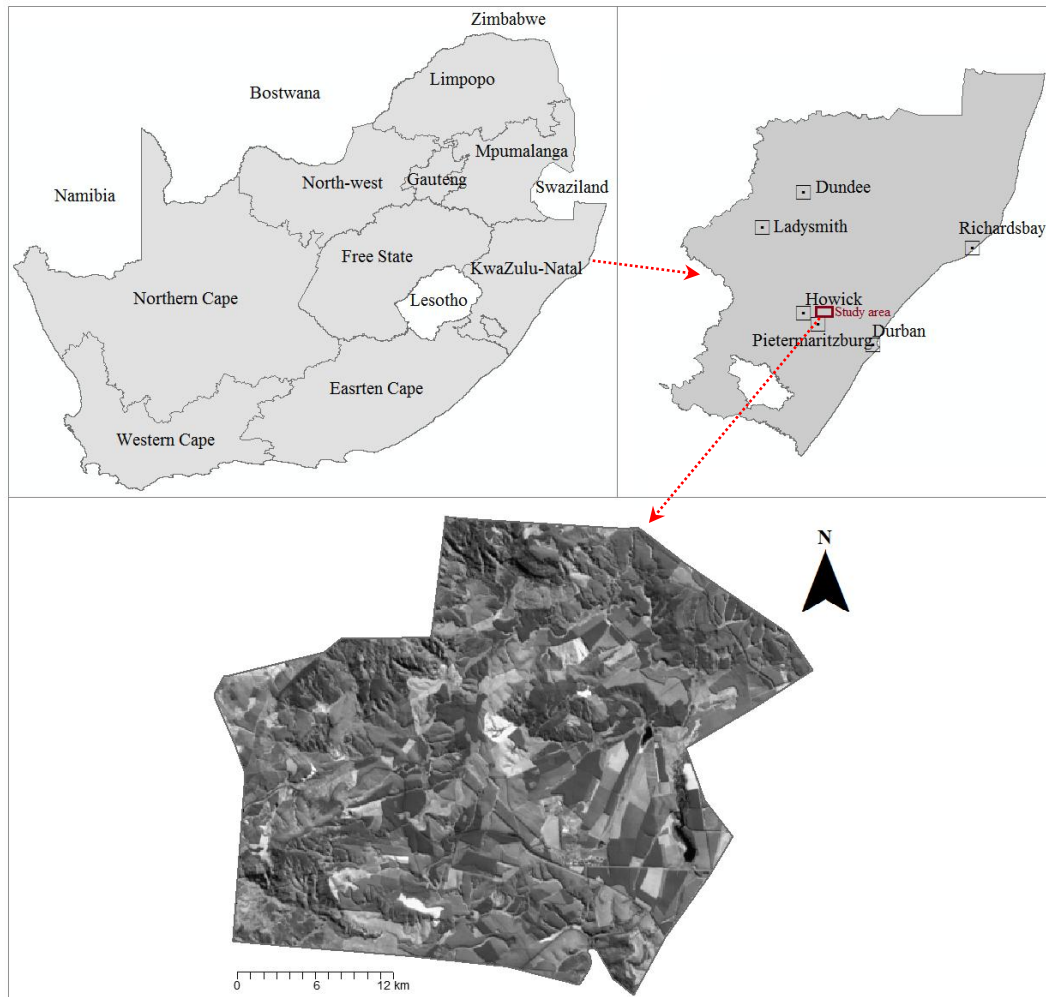 Zimbabwe
Limpopo
Bostwana
Mpumalanga
North-west
Gauteng
Namibia
Swaziland
Free State
KwaZulu-Natal
Lesotho
Northern Cape
Easrten Cape
Western Cape
Dundee
Ladysmith
Richardsbay
Howick
Study area
Pietermaritzburg
Durban
N
0 6 12 km